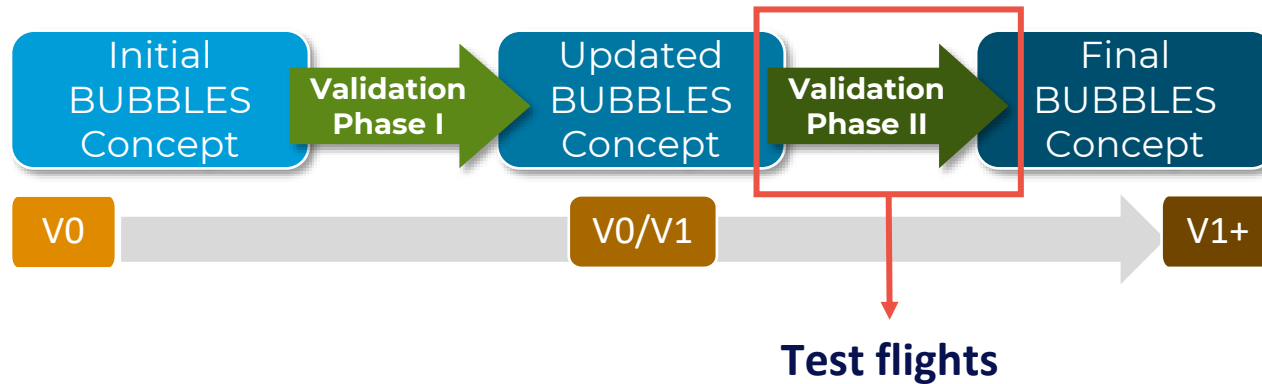 Initial
BUBBLES
Concept
Validation
Phase I
Updated
BUBBLES
Concept
Validation
Phase II
Final
BUBBLES
Concept
V0
V0/V1
V1+
Test flights